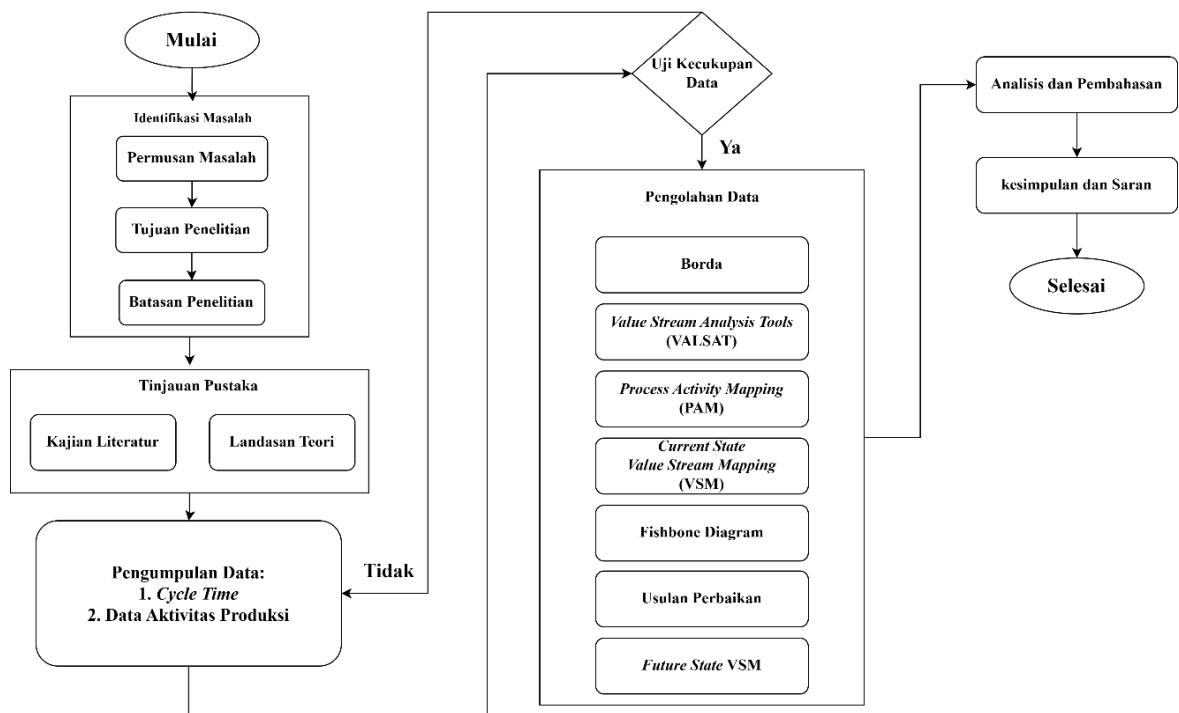 Mulai
Identifikasi Masalah
Permusan Masalah
Tujuan Penelitian
Batasan Penelitian
Tinjauan Pustaka
Kajian Literatur
Landasan Teori
Pengumpulan Data:
1. Cycle Time
2. Data Aktivitas Produksi
Tidak
Uji Kecukupan
Data
Ya
Pengolahan Data
Borda
Value Stream Analysis Tools
(VALSAT)
Process Activity Mapping
(PAM)
Current State
Value Stream Mapping
(VSM)
Fishbone Diagram
Usulan Perbaikan
Future State VSM
Analisis dan Pembahasan
kesimpulan dan Saran
Selesai